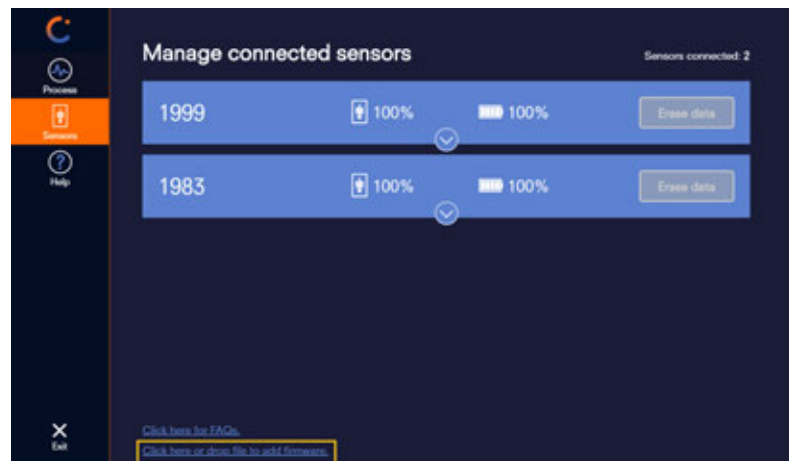 Manage connected sensors
Sensors connected: 2
Process
Sensors
Help
1999 100% 100% Erase data
1983 100% 100% Erase data
Click here for FAQs.
Click here or drop file to add firmware.
Exit